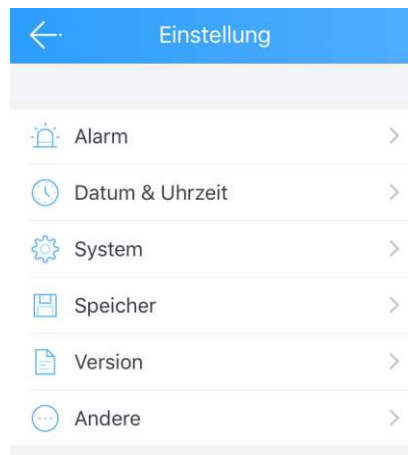 Einstellung
Alarm
Datum & Uhrzeit
System
Speicher
Version
Andere